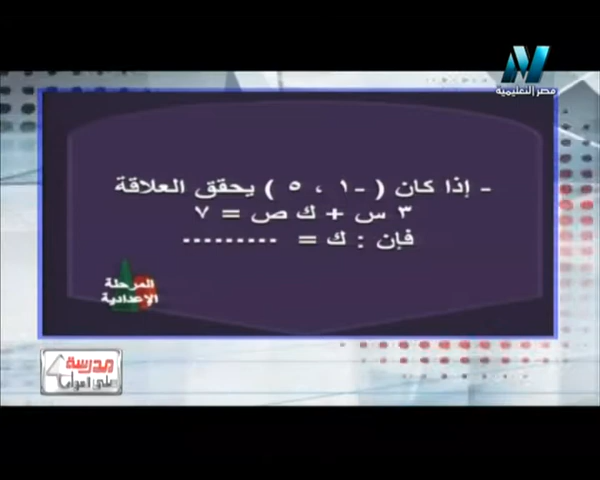 مصر التعليمية
- إذا كان ( -١ ، ٥ ) يحقق العلاقة
٣ س + ك ص = ٧
فإن : ك = ..........
المرحلة
الإعدادية
مدرسة
على الهواء